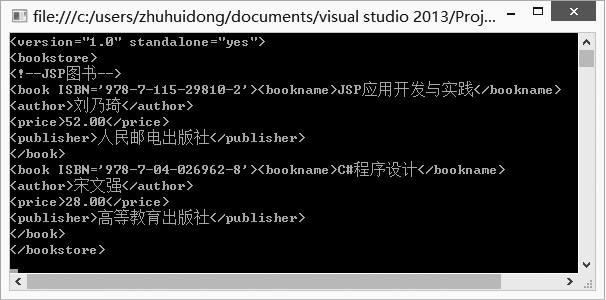 file:///c:/users/zhuhuidong/documents/visual studio 2013/Proj...
<version="1.0" standalone="yes">
<bookstore>
<!--JSP图书-->
<book ISBN='978-7-115-29810-2'><bookname>JSP应用开发与实践</bookname>
<author>刘乃琦</author>
<price>52.00</price>
<publisher>人民邮电出版社</publisher>
</book>
<book ISBN='978-7-04-026962-8'><bookname>C#程序设计</bookname>
<author>宋文强</author>
<price>28.00</price>
<publisher>高等教育出版社</publisher>
</book>
</bookstore>